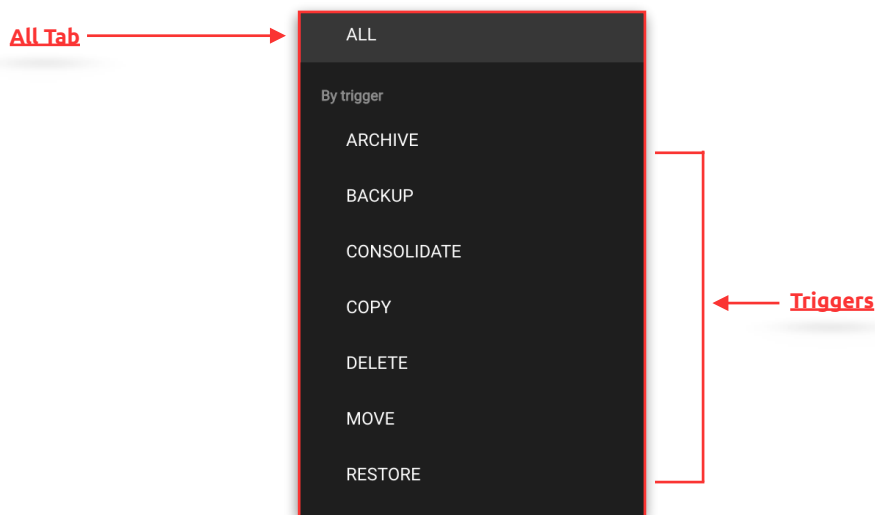 All Tab
ALL
By trigger
ARCHIVE
BACKUP
CONSOLIDATE
COPY
Triggers
DELETE
MOVE
RESTORE